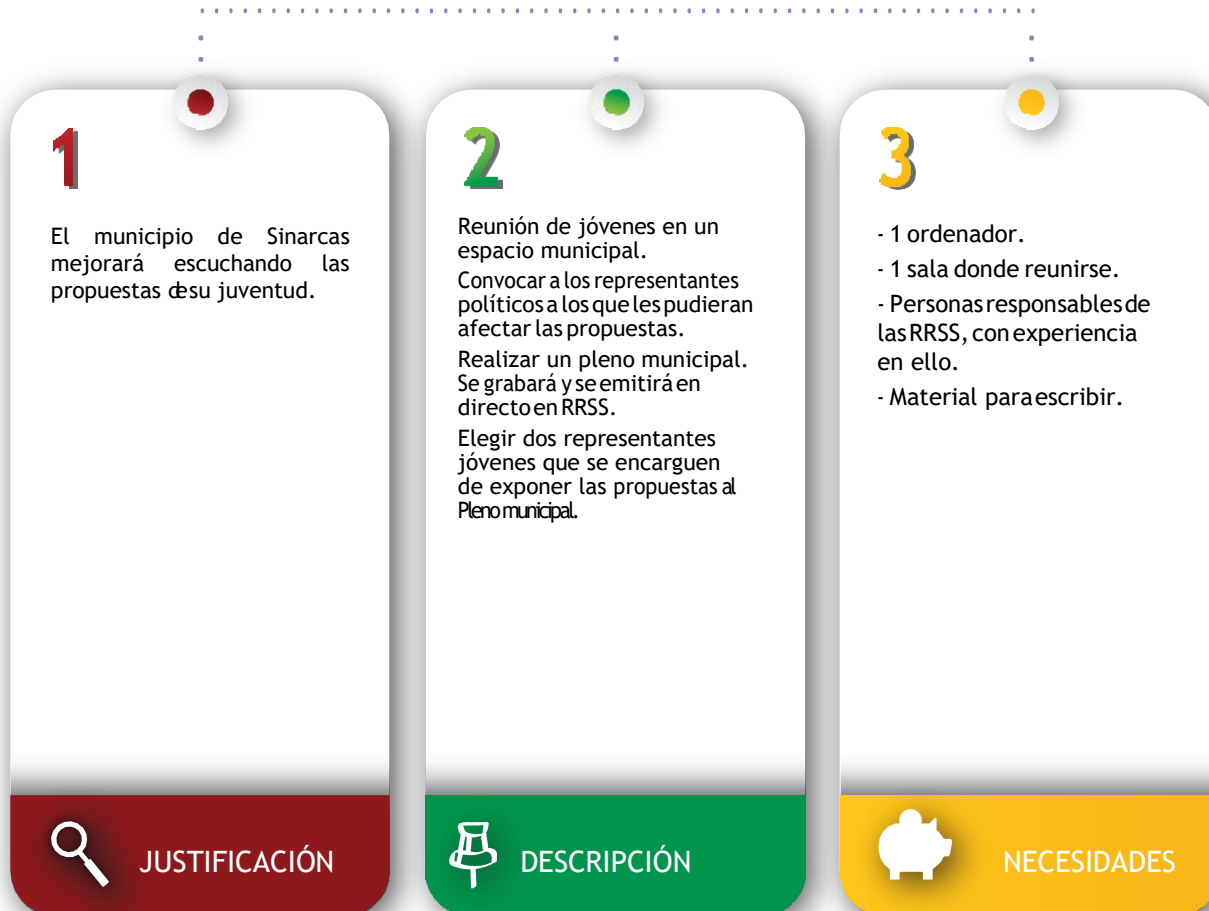 1
El municipio de Sinarcas
mejorará escuchando las
propuestas de su juventud.
JUSTIFICACIÓN
2
Reunión de jóvenes en un
espacio municipal.
Convocar a los representantes
políticos a los que les pudieran
afectar las propuestas.
Realizar un pleno municipal.
Se grabará y se emitirá en
directo en RRSS.
Elegir dos representantes
jóvenes que se encarguen
de exponer las propuestas al
Pleno municipal.
DESCRIPCIÓN
3
- 1 ordenador.
- 1 sala donde reunirse.
- Personas responsables de
las RRSS, con experiencia
en ello.
- Material para escribir.
NECESIDADES